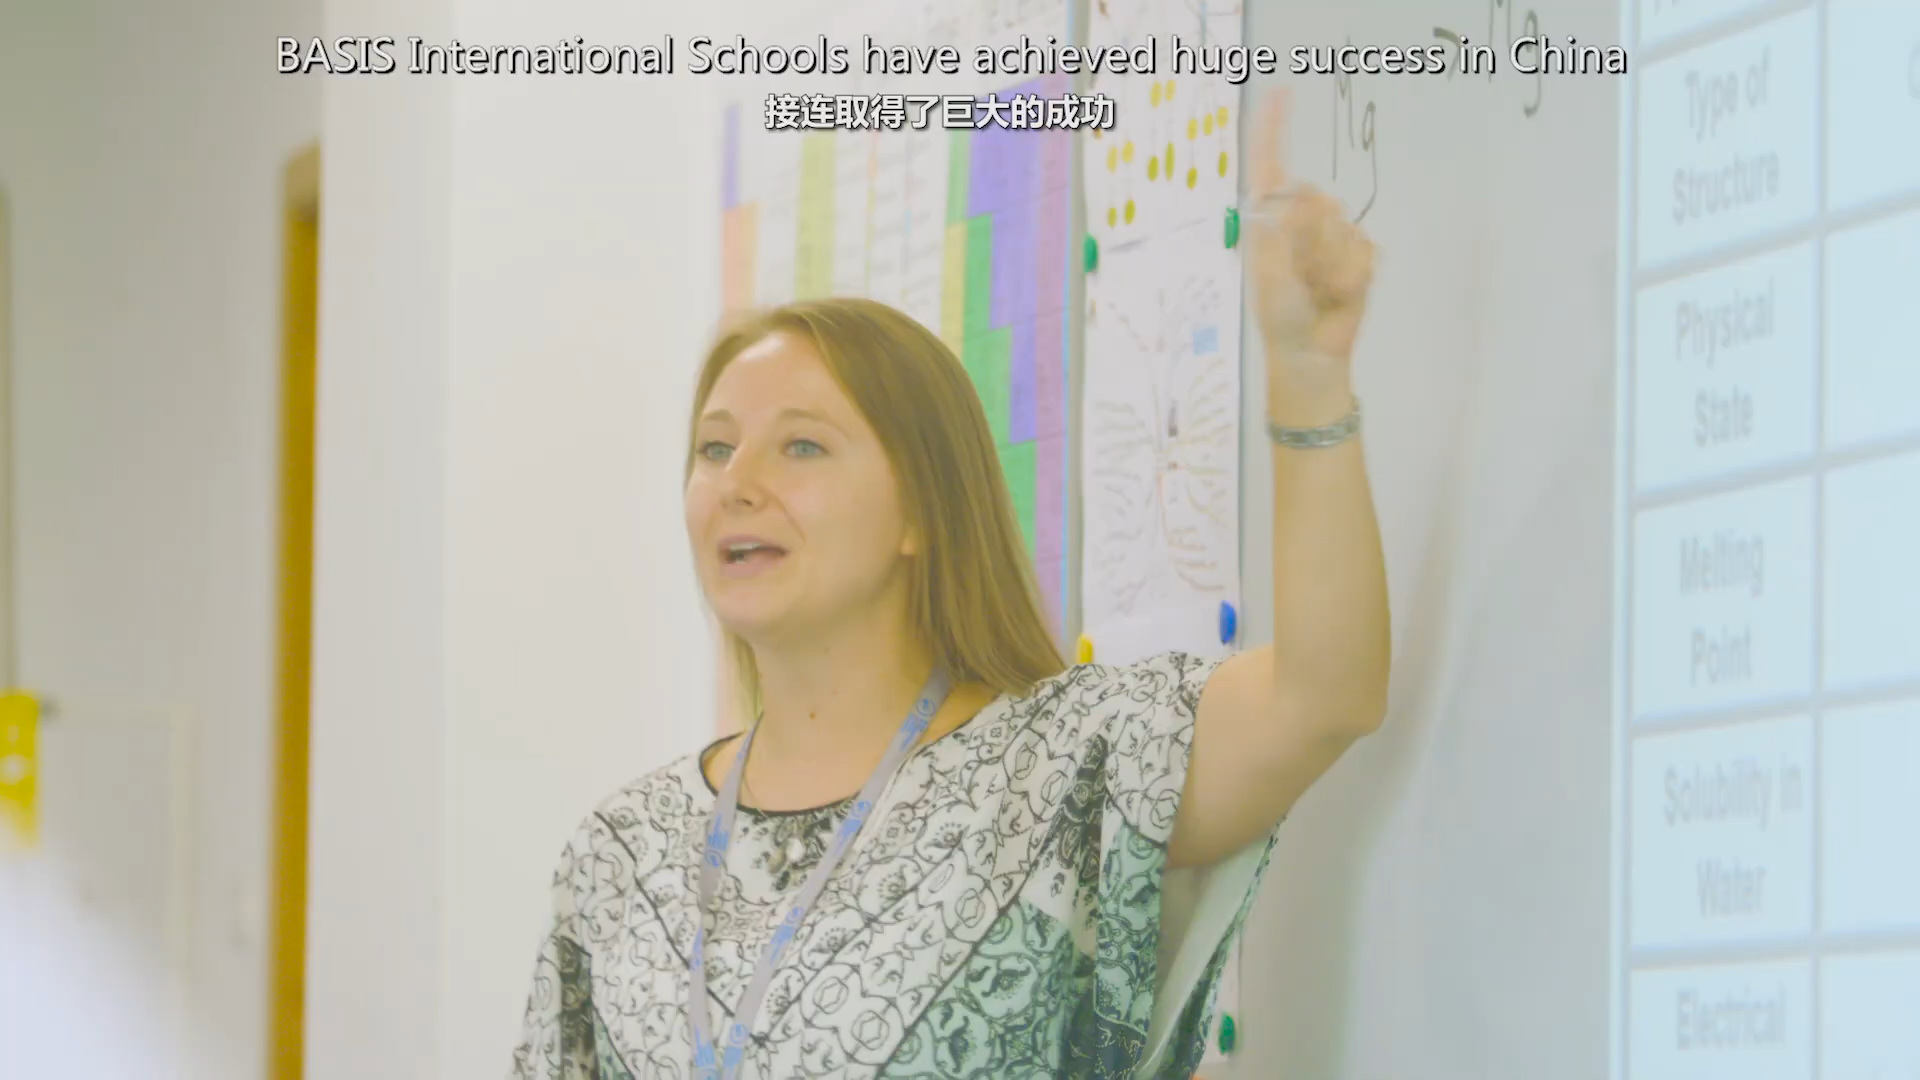 BASIS International Schools have achieved huge success in China
接连取得了巨大的成功
Mg
Mg
Type of
Structure
Physical
State
Melting
Point
Solubility in
Water
Electrical